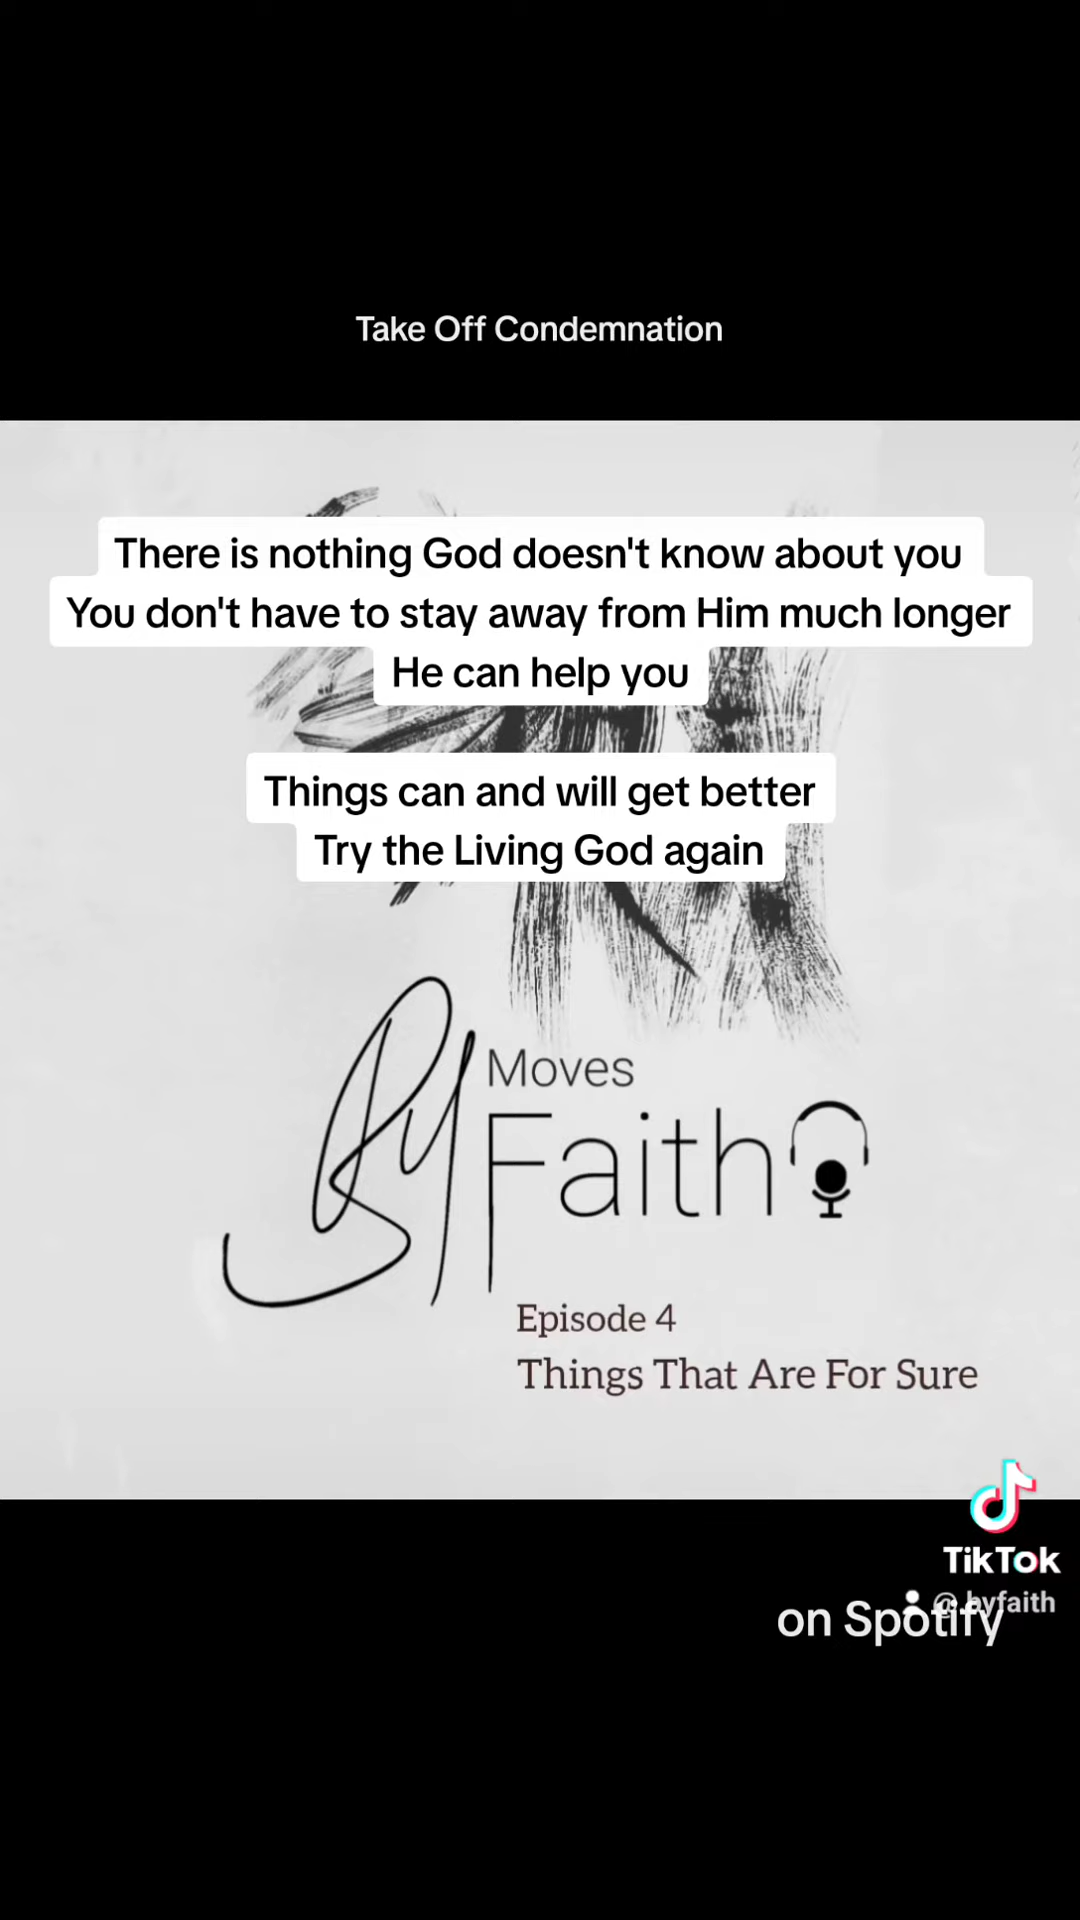 Take Off Condemnation
There is nothing God doesn't know about you
You don't have to stay away from Him much longer
He can help you
Things can and will get better
Try the Living God again
By
Moves
Faith
Episode 4
Things That Are For Sure
TikTok
@ byfaith
on Spotify